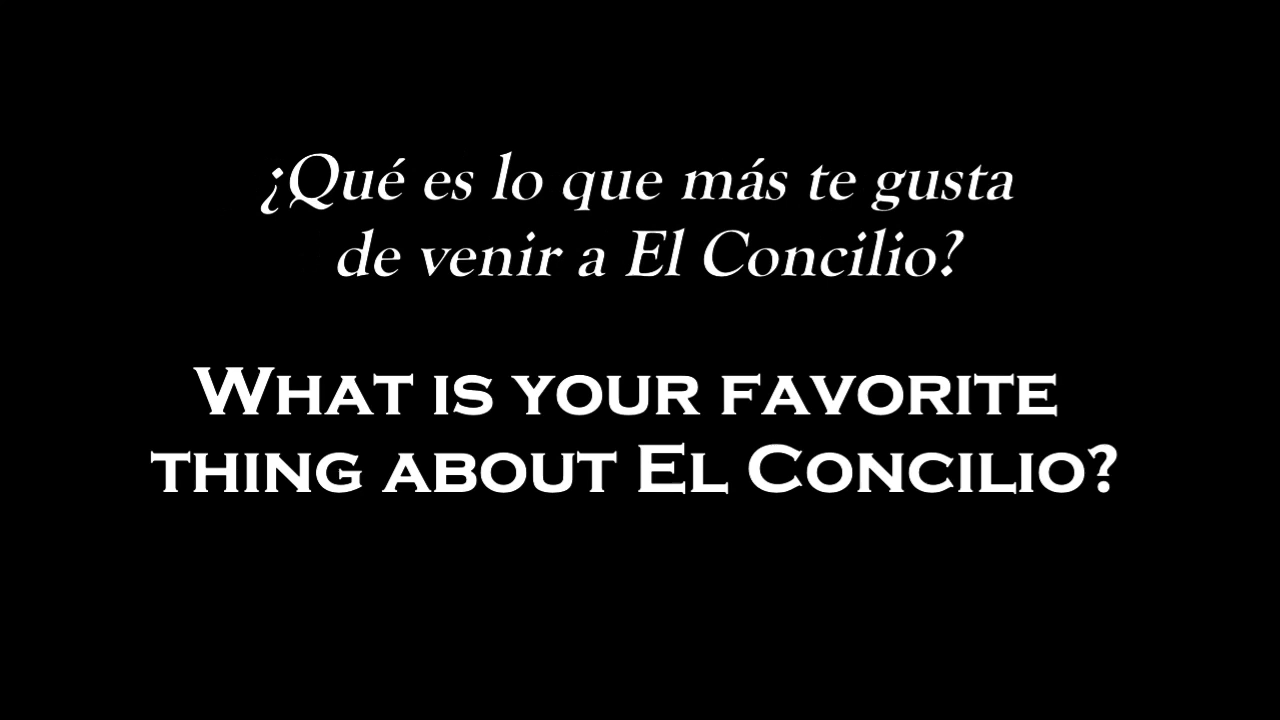 ¿Qué es lo que más te gusta
de venir a El Concilio?
What is your favorite
thing about El Concilio?